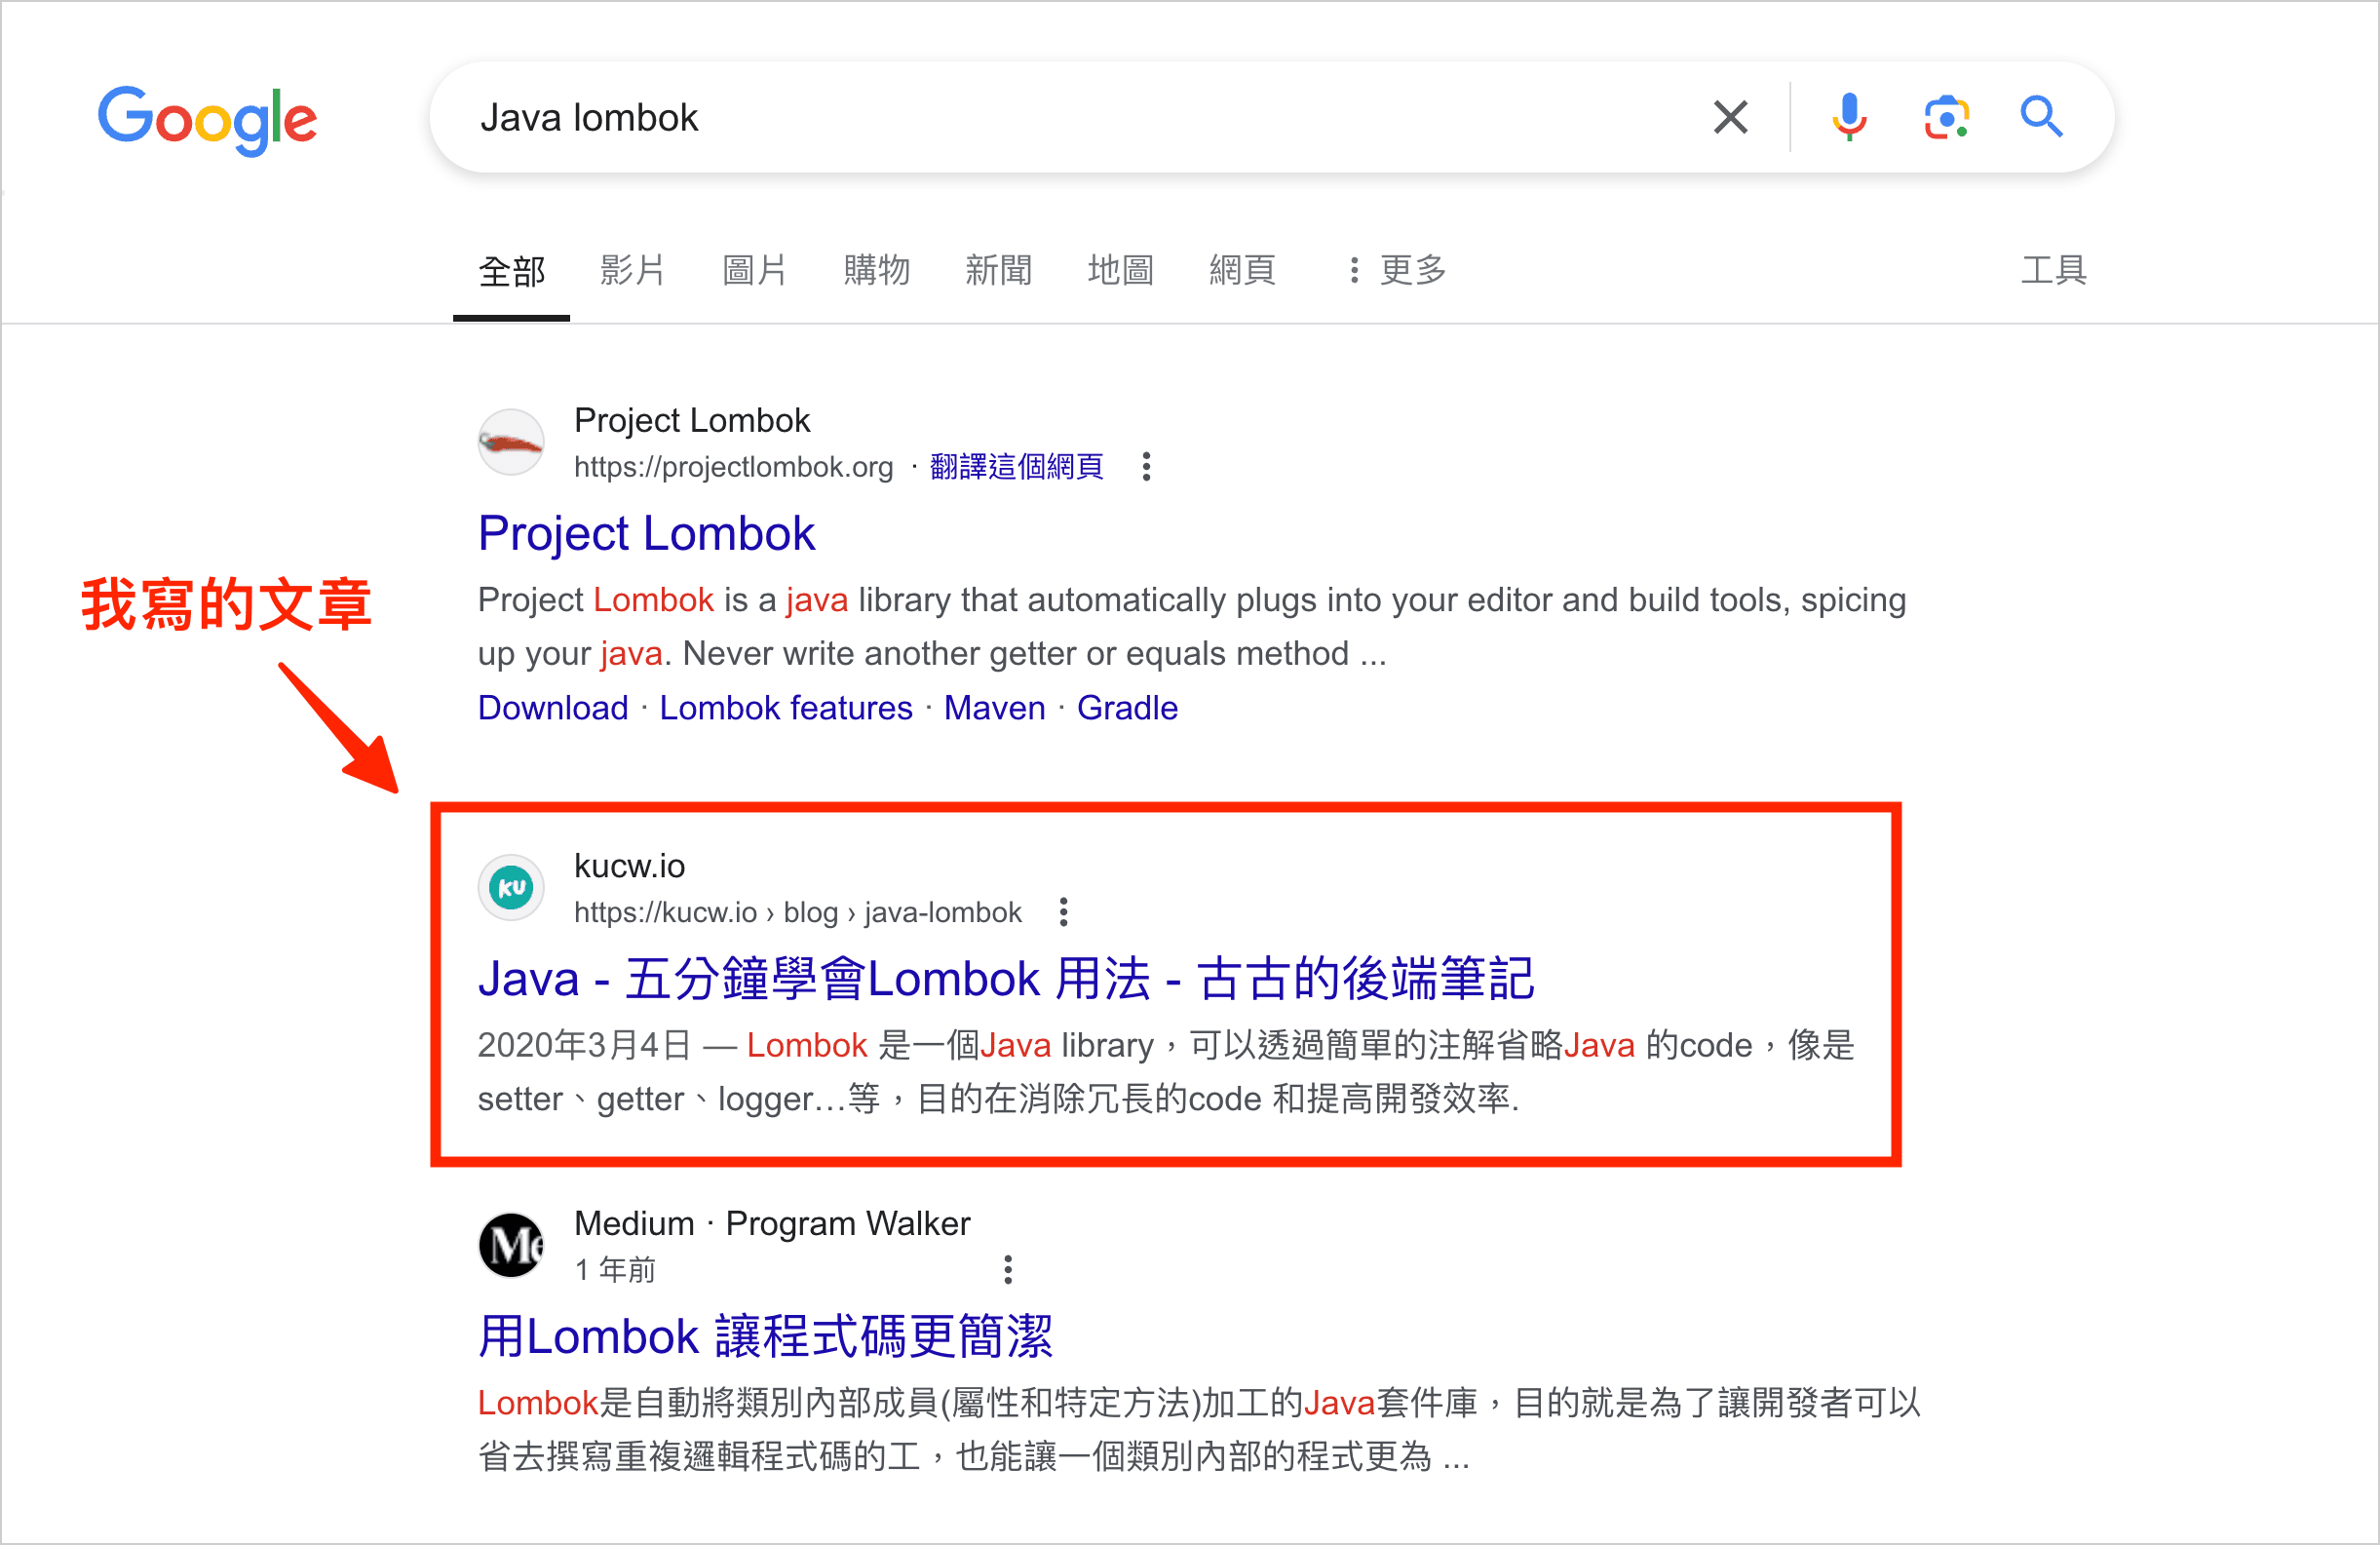 Google
Java lombok
全部 影片 圖片 購物 新聞 地圖 網頁 更多 工具
Project Lombok
https://projectlombok.org · 翻譯這個網頁
Project Lombok
Project Lombok is a java library that automatically plugs into your editor and build tools, spicing
up your java. Never write another getter or equals method ...
Download · Lombok features · Maven · Gradle
我寫的文章
KU
kucw.io
https://kucw.io › blog › java-lombok
Java - 五分鐘學會Lombok 用法 - 古古的後端筆記
2020年3月4日 — Lombok 是一個Java library，可以透過簡單的注解省略Java 的code，像是
setter、getter、logger…等，目的在消除冗長的code 和提高開發效率.
Me
Medium · Program Walker
1 年前
用Lombok 讓程式碼更簡潔
Lombok是自動將類別內部成員(屬性和特定方法)加工的Java套件庫，目的就是為了讓開發者可以
省去撰寫重複邏輯程式碼的工，也能讓一個類別內部的程式更為 ...